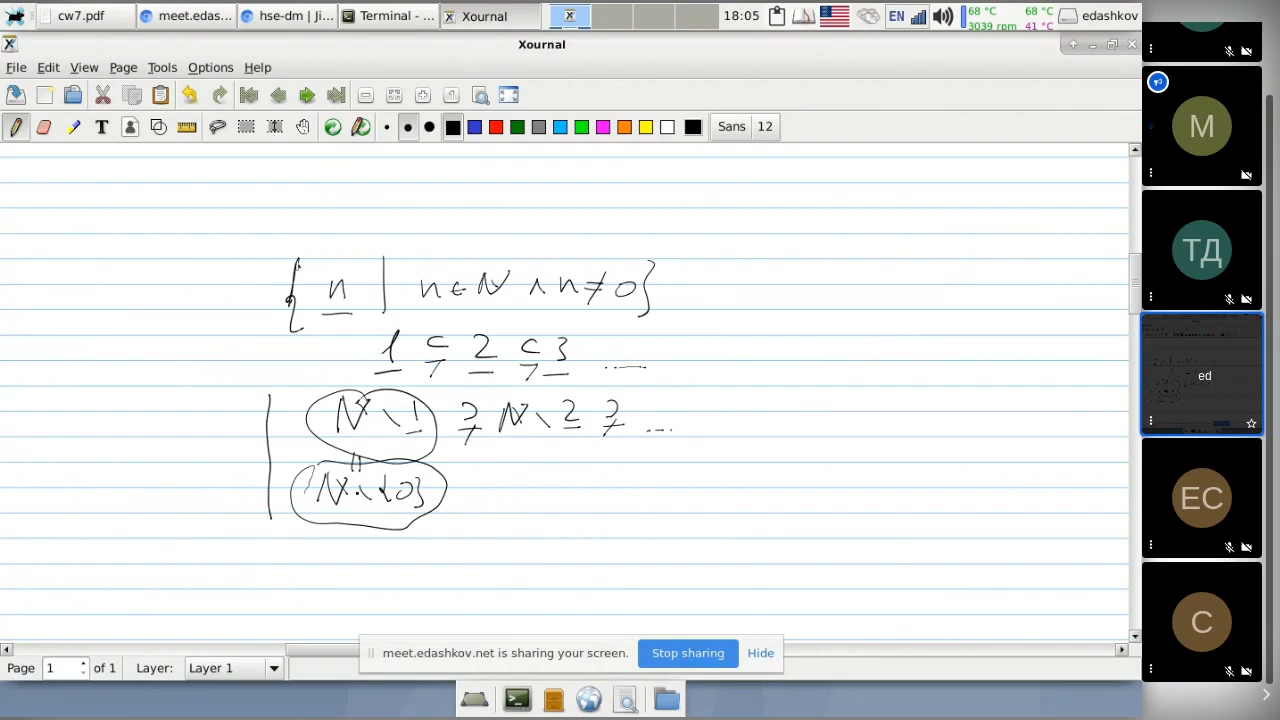 cw7.pdf meet.edas... hse-dm | Ji... Terminal - ... Xournal 18:05 EN 68 °C 3039 rpm 68 °C 41 °C edashkov
Xournal
File Edit View Page Tools Options Help
Sans 12
{ n | n ∈ ℕ ∧ n ≠ 0 }
1 ⊊ 2 ⊊ 3 .....
ℕ \ 1 ⊋ ℕ \ 2 ⊋ ...
||
ℕ \ {0}
meet.edashkov.net is sharing your screen. Stop sharing Hide
Page 1 of 1 Layer: Layer 1
М
ТД
ed
ЕС
С